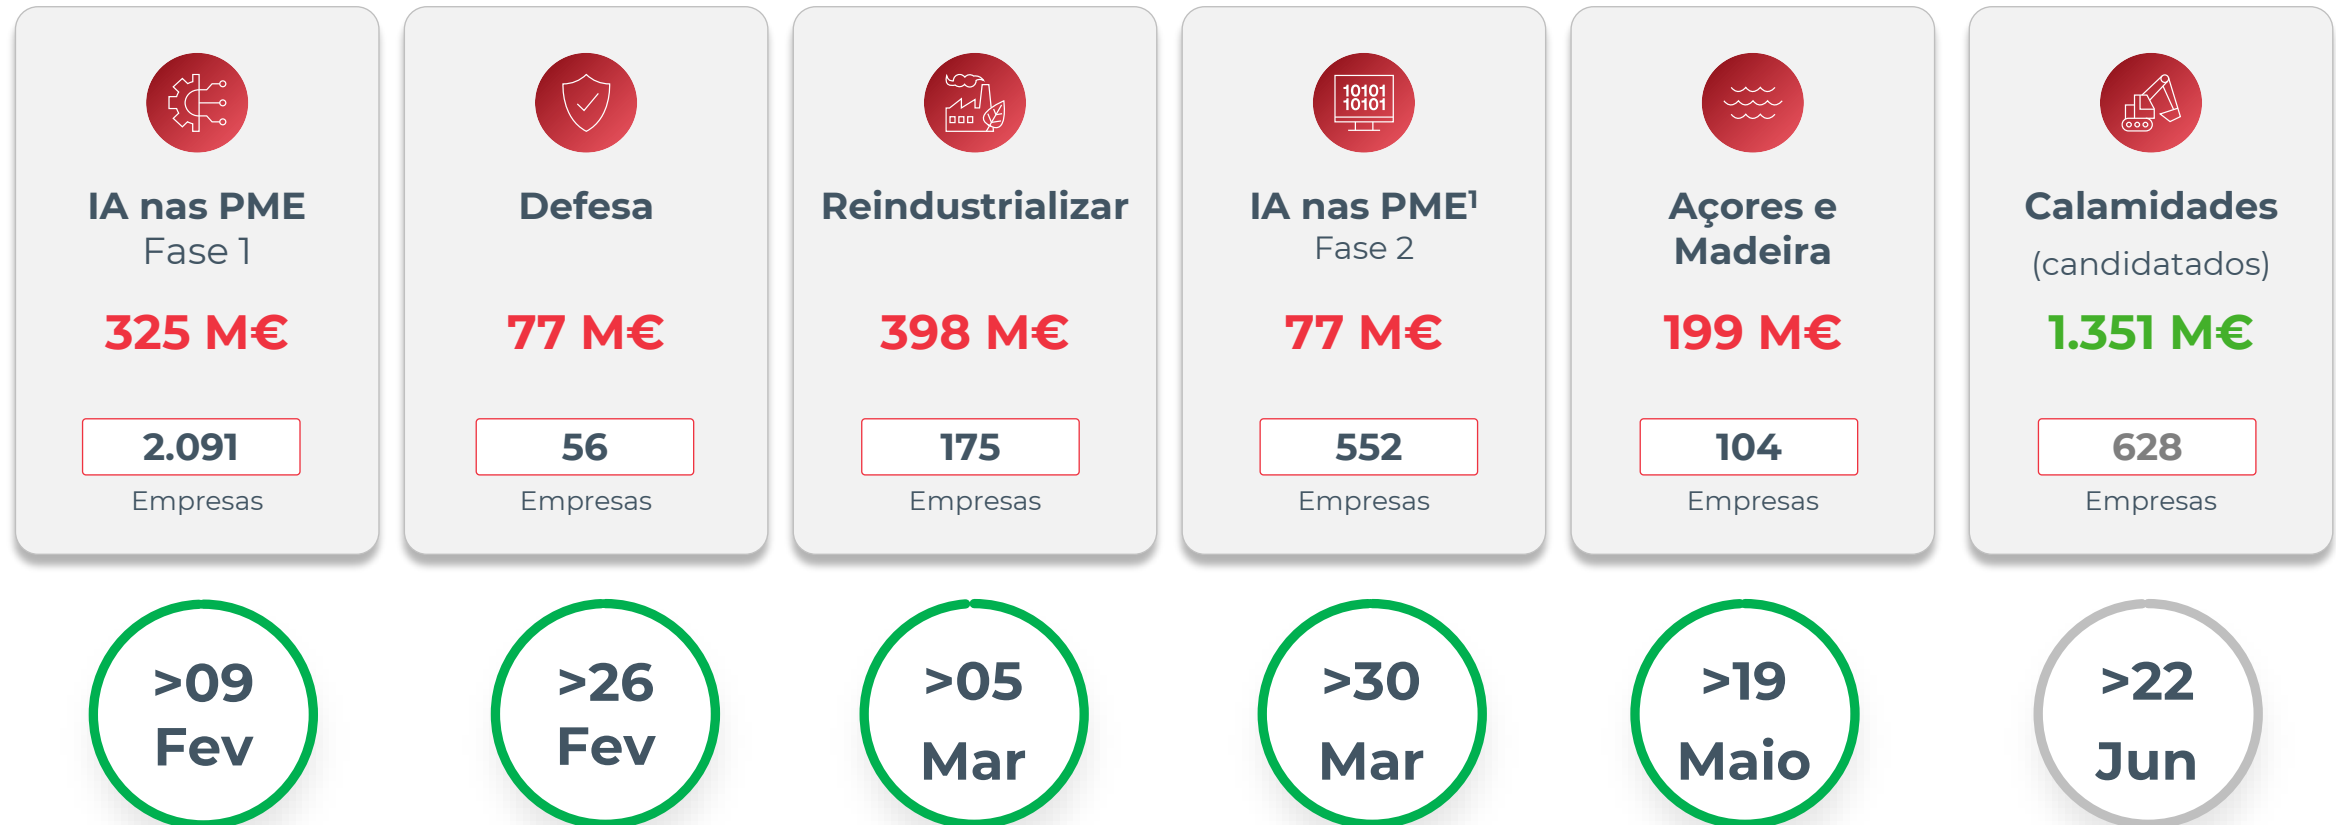 IA nas PME
Fase 1
325 M€
2.091
Empresas
>09
Fev
Defesa
77 M€
56
Empresas
>26
Fev
Reindustrializar
398 M€
175
Empresas
>05
Mar
10101
10101
IA nas PME¹
Fase 2
77 M€
552
Empresas
>30
Mar
Açores e
Madeira
199 M€
104
Empresas
>19
Maio
Calamidades
(candidatados)
1.351 M€
628
Empresas
>22
Jun